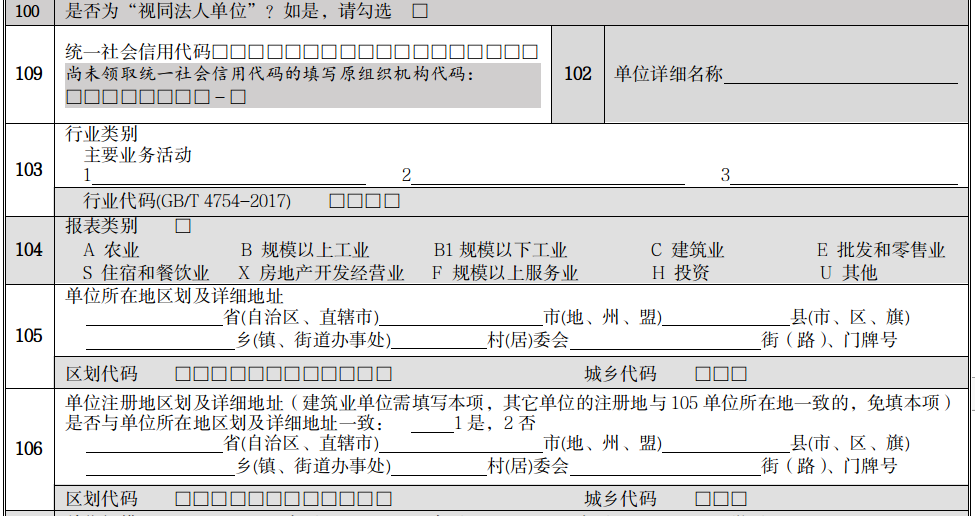 100 是否为“视同法人单位”？如是，请勾选 □
109 统一社会信用代码□□□□□□□□□□□□□□□□□□
尚未领取统一社会信用代码的填写原组织机构代码：
□□□□□□□□－□
102 单位详细名称
103 行业类别
主要业务活动
1 2 3
行业代码(GB/T 4754-2017) □□□□
104 报表类别 □
A 农业 B 规模以上工业 B1 规模以下工业 C 建筑业 E 批发和零售业
S 住宿和餐饮业 X 房地产开发经营业 F 规模以上服务业 H 投资 U 其他
105 单位所在地区划及详细地址
省(自治区、直辖市) 市(地、州、盟) 县(市、区、旗)
乡(镇、街道办事处) 村(居)委会 街（路）、门牌号
区划代码 □□□□□□□□□□□□ 城乡代码 □□□
106 单位注册地区划及详细地址（建筑业单位需填写本项，其它单位的注册地与 105 单位所在地一致的，免填本项）
是否与单位所在地区划及详细地址一致： 1 是，2 否
省(自治区、直辖市) 市(地、州、盟) 县(市、区、旗)
乡(镇、街道办事处) 村(居)委会 街（路）、门牌号
区划代码 □□□□□□□□□□□□ 城乡代码 □□□